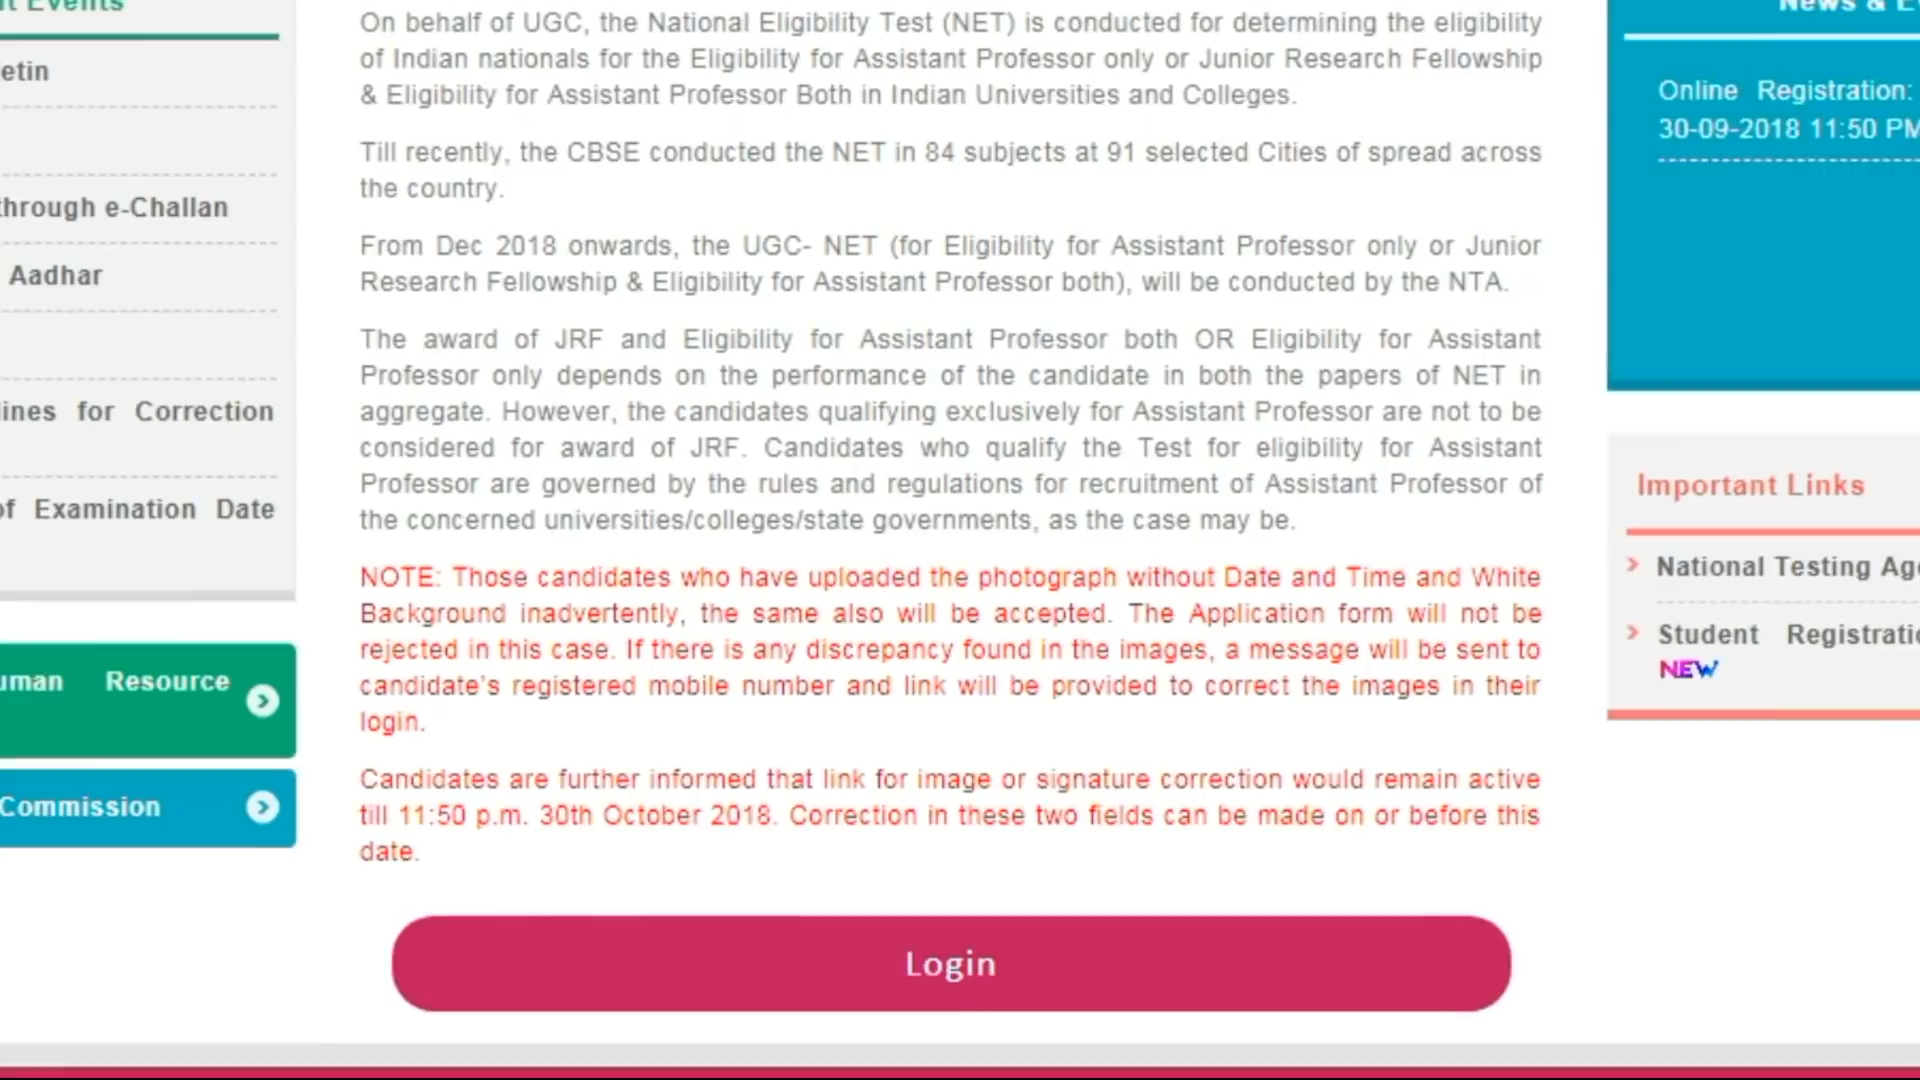 etin
through e-Challan
Aadhar
lines for Correction
of Examination Date
Resource
Commission
On behalf of UGC, the National Eligibility Test (NET) is conducted for determining the eligibility
of Indian nationals for the Eligibility for Assistant Professor only or Junior Research Fellowship
& Eligibility for Assistant Professor Both in Indian Universities and Colleges.
Till recently, the CBSE conducted the NET in 84 subjects at 91 selected Cities of spread across
the country.
From Dec 2018 onwards, the UGC- NET (for Eligibility for Assistant Professor only or Junior
Research Fellowship & Eligibility for Assistant Professor both), will be conducted by the NTA.
The award of JRF and Eligibility for Assistant Professor both OR Eligibility for Assistant
Professor only depends on the performance of the candidate in both the papers of NET in
aggregate. However, the candidates qualifying exclusively for Assistant Professor are not to be
considered for award of JRF. Candidates who qualify the Test for eligibility for Assistant
Professor are governed by the rules and regulations for recruitment of Assistant Professor of
the concerned universities/colleges/state governments, as the case may be.
NOTE: Those candidates who have uploaded the photograph without Date and Time and White
Background inadvertently, the same also will be accepted. The Application form will not be
rejected in this case. If there is any discrepancy found in the images, a message will be sent to
candidate's registered mobile number and link will be provided to correct the images in their
login.
Candidates are further informed that link for image or signature correction would remain active
till 11:50 p.m. 30th October 2018. Correction in these two fields can be made on or before this
date.
Login
News &
Online Registration:
30-09-2018 11:50 PM
Important Links
National Testing
Student
NEW